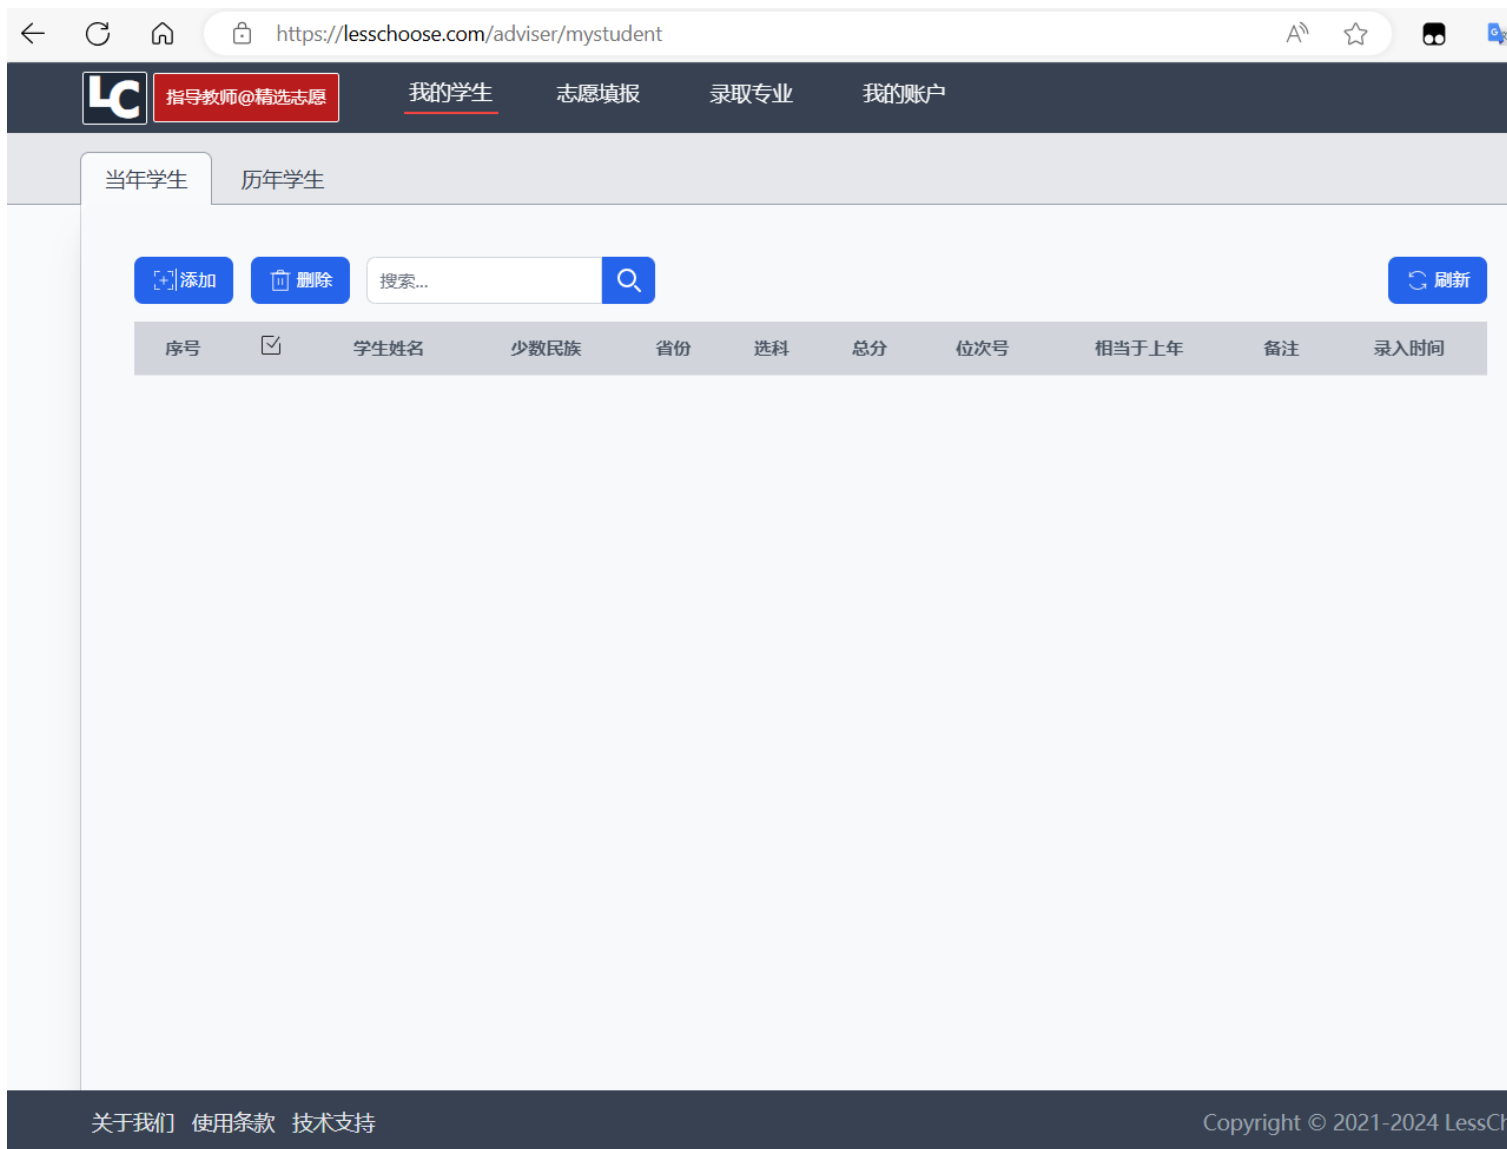 https://lesschoose.com/adviser/mystudent
LC 指导教师@精选志愿 我的学生 志愿填报 录取专业 我的账户
当年学生 历年学生
添加 删除 搜索... 刷新
序号 学生姓名 少数民族 省份 选科 总分 位次号 相当于上年 备注 录入时间
关于我们 使用条款 技术支持 Copyright © 2021-2024 LessCh